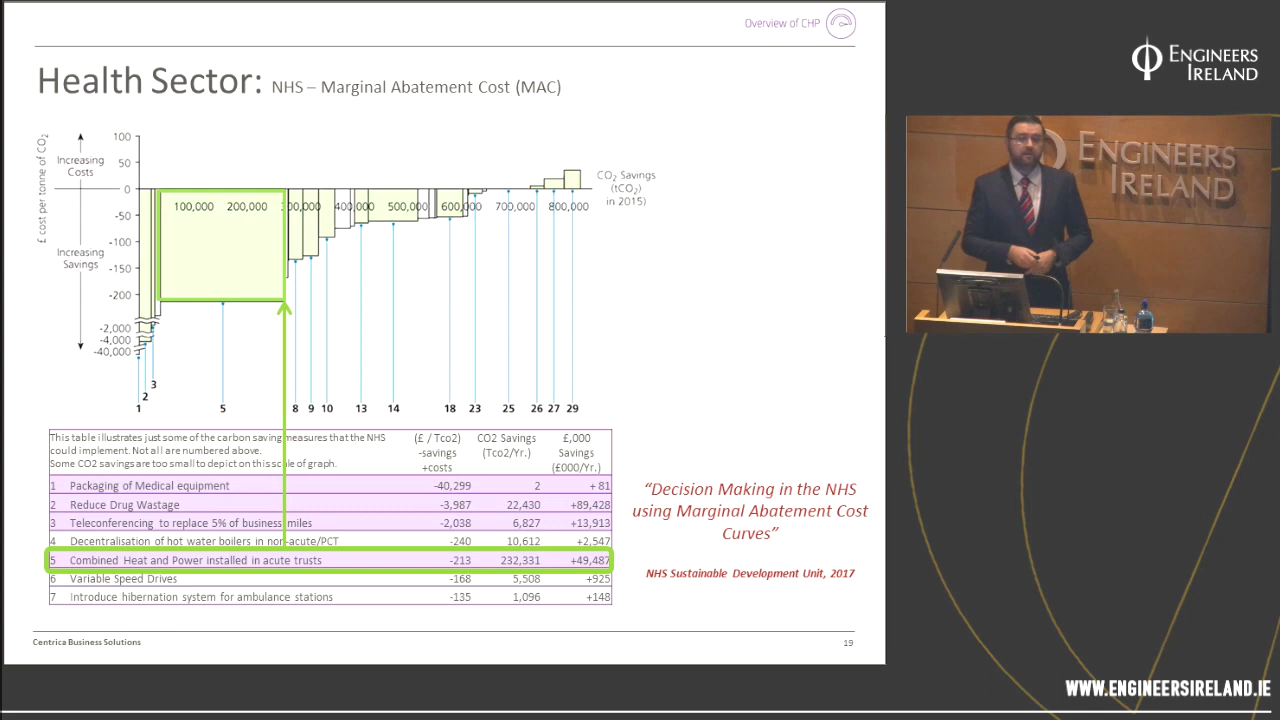 Overview of CHP
Health Sector: NHS – Marginal Abatement Cost (MAC)
£ cost per tonne of CO2
Increasing
Costs
Increasing
Savings
100
50
0
-50
-100
-150
-200
-2,000
-4,000
-40,000
100,000 200,000 300,000 400,000 500,000 600,000 700,000 800,000
CO2 Savings
(tCO2)
in 2015)
1 2 3 5 8 9 10 13 14 18 23 25 26 27 29
This table illustrates just some of the carbon saving measures that the NHS
could implement. Not all are numbered above.
Some CO2 savings are too small to depict on this scale of graph.
(£ / Tco2)
-savings
+costs
CO2 Savings
(Tco2/Yr.)
£,000
Savings
(£000/Yr.)
1 Packaging of Medical equipment -40,299 2 + 81
2 Reduce Drug Wastage -3,987 22,430 +89,428
3 Teleconferencing to replace 5% of business miles -2,038 6,827 +13,913
4 Decentralisation of hot water boilers in non-acute/PCT -240 10,612 +2,547
5 Combined Heat and Power installed in acute trusts -213 232,331 +49,487
6 Variable Speed Drives -168 5,508 +925
7 Introduce hibernation system for ambulance stations -135 1,096 +148
“Decision Making in the NHS
using Marginal Abatement Cost
Curves”
NHS Sustainable Development Unit, 2017
Centrica Business Solutions
19
ENGINEERS
IRELAND
ENGINEERS
IRELAND
WWW.ENGINEERSIRELAND.IE